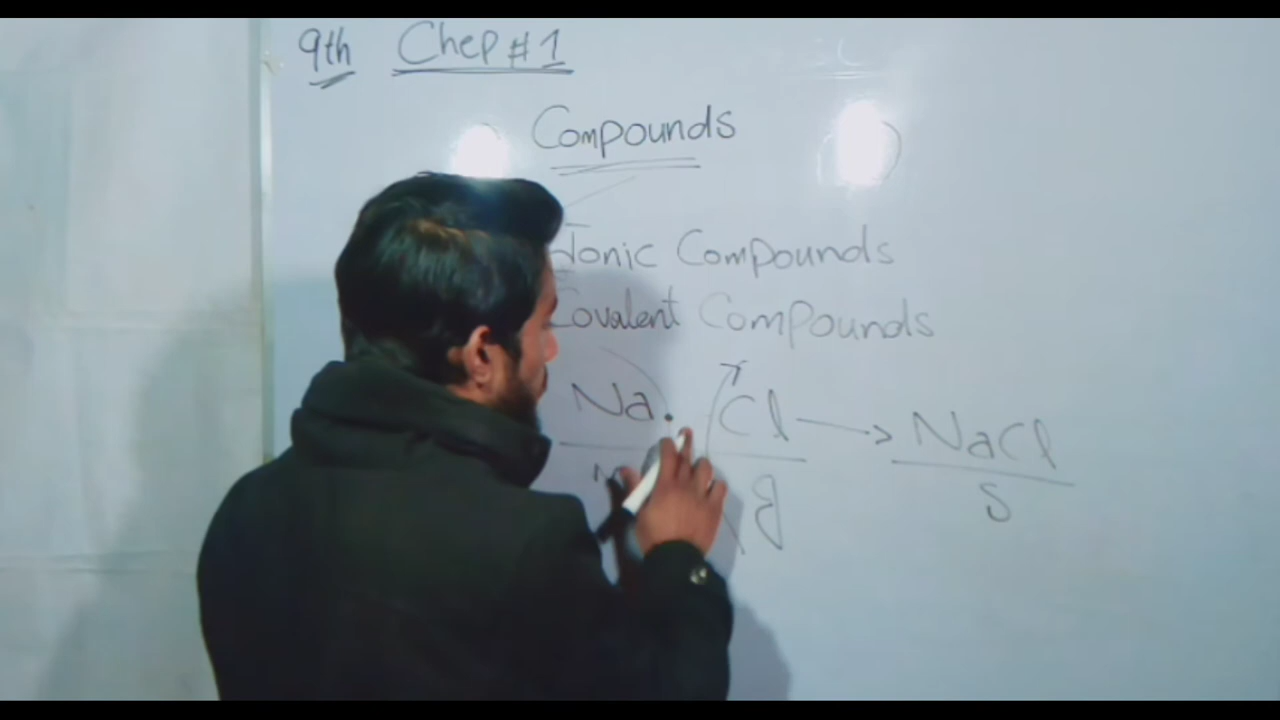 9th Chep # 1
Compounds
Ionic Compounds
Covalent Compounds
Na. Cl → NaCl
g S